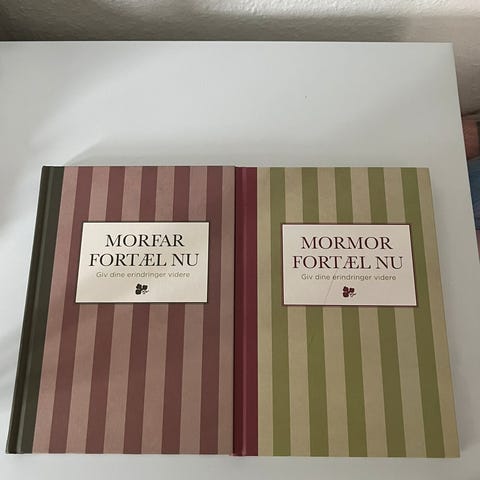 MORFAR
FORTÆL NU
Giv dine erindringer videre
MORMOR
FORTÆL NU
Giv dine erindringer videre